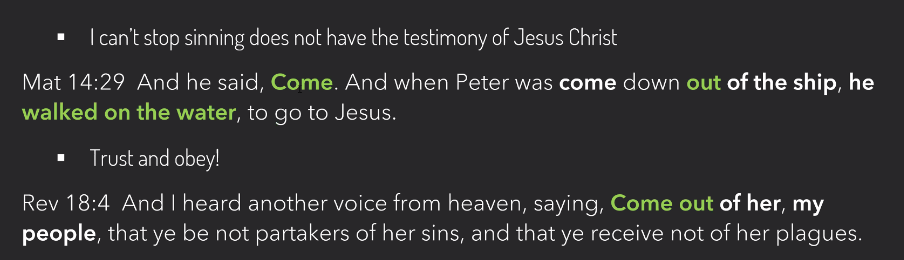 ▪ I can't stop sinning does not have the testimony of Jesus Christ
Mat 14:29 And he said, Come. And when Peter was come down out of the ship, he
walked on the water, to go to Jesus.
▪ Trust and obey!
Rev 18:4 And I heard another voice from heaven, saying, Come out of her, my
people, that ye be not partakers of her sins, and that ye receive not of her plagues.